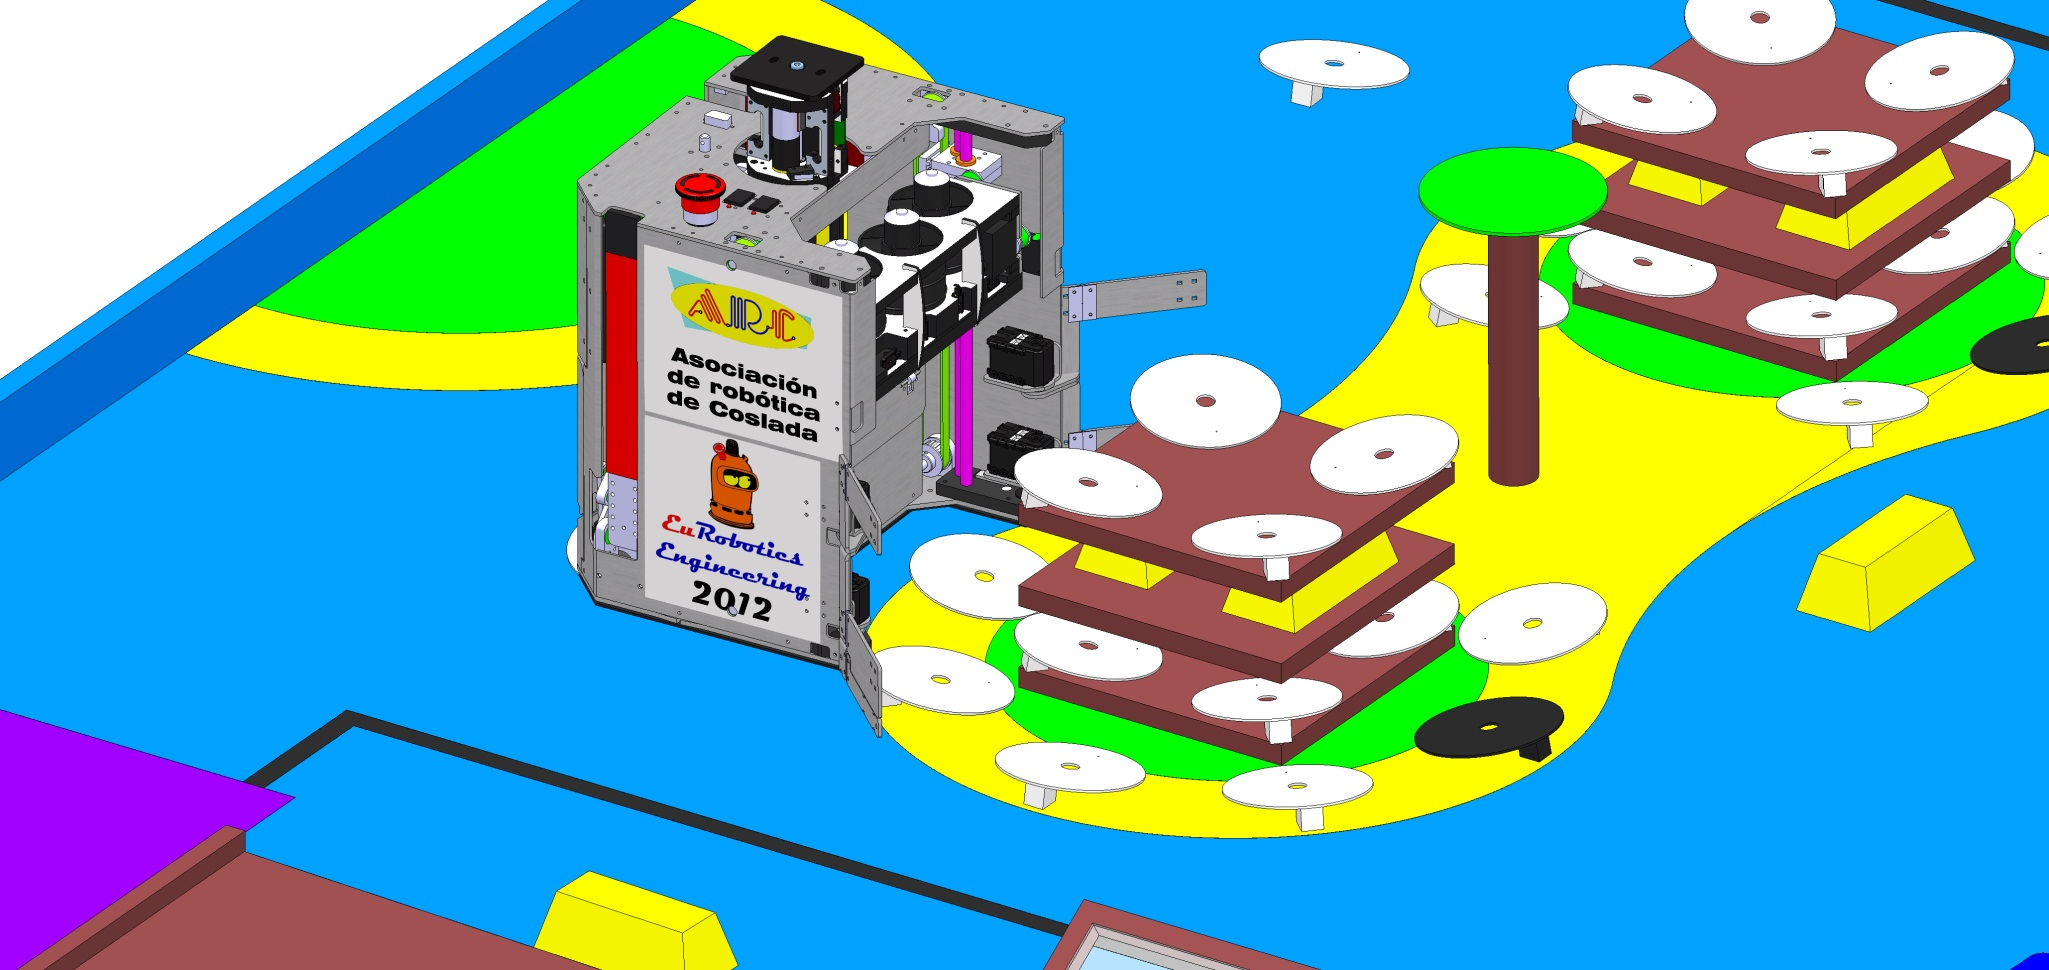 ARC
Asociación
de robótica
de Coslada
EuRobotics
Engineering
2012